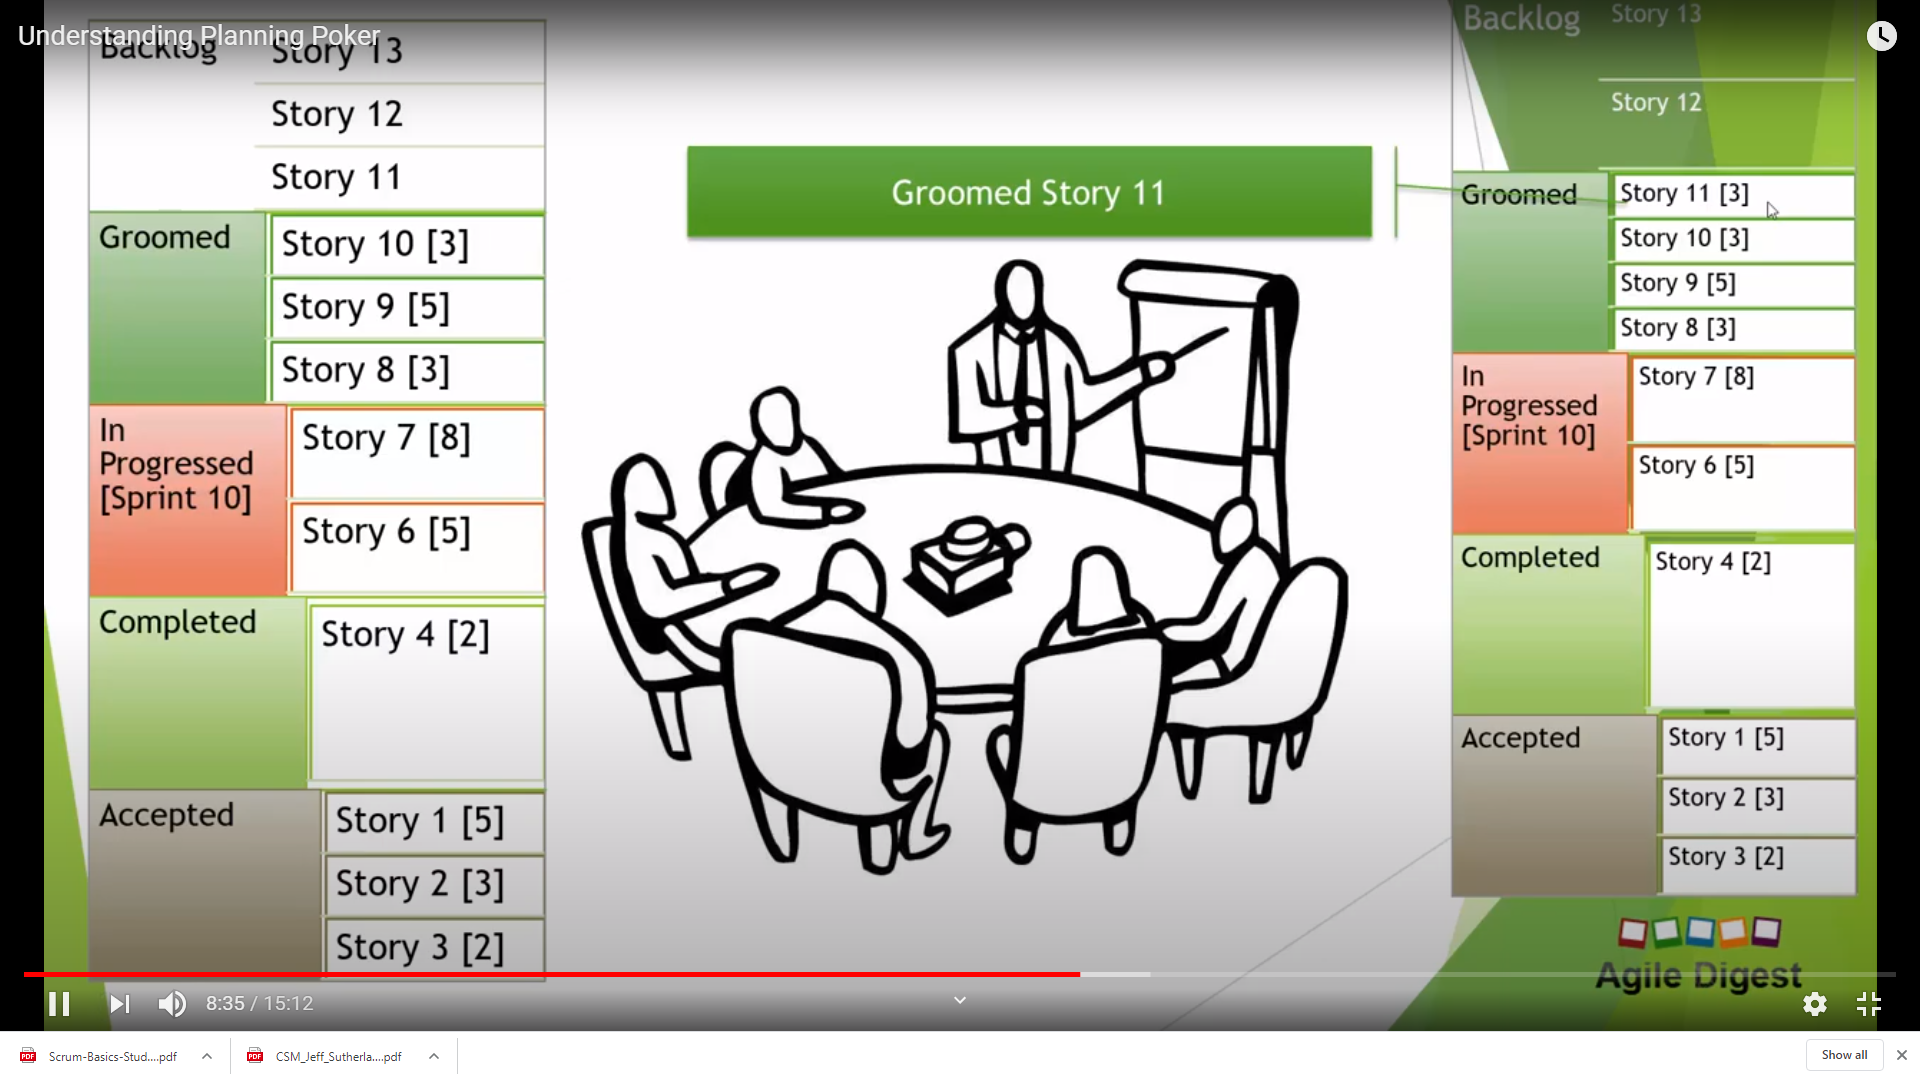 Understanding Planning Poker
Backlog
Story 13
Story 12
Story 11
Groomed
Story 10 [3]
Story 9 [5]
Story 8 [3]
In
Progressed
[Sprint 10]
Story 7 [8]
Story 6 [5]
Completed
Story 4 [2]
Accepted
Story 1 [5]
Story 2 [3]
Story 3 [2]
Groomed Story 11
Backlog
Story 13
Story 12
Groomed
Story 11 [3]
Story 10 [3]
Story 9 [5]
Story 8 [3]
In
Progressed
[Sprint 10]
Story 7 [8]
Story 6 [5]
Completed
Story 4 [2]
Accepted
Story 1 [5]
Story 2 [3]
Story 3 [2]
Agile Digest
8:35 / 15:12
PDF
Scrum-Basics-Stud....pdf
PDF
CSM_Jeff_Sutherla....pdf
Show all